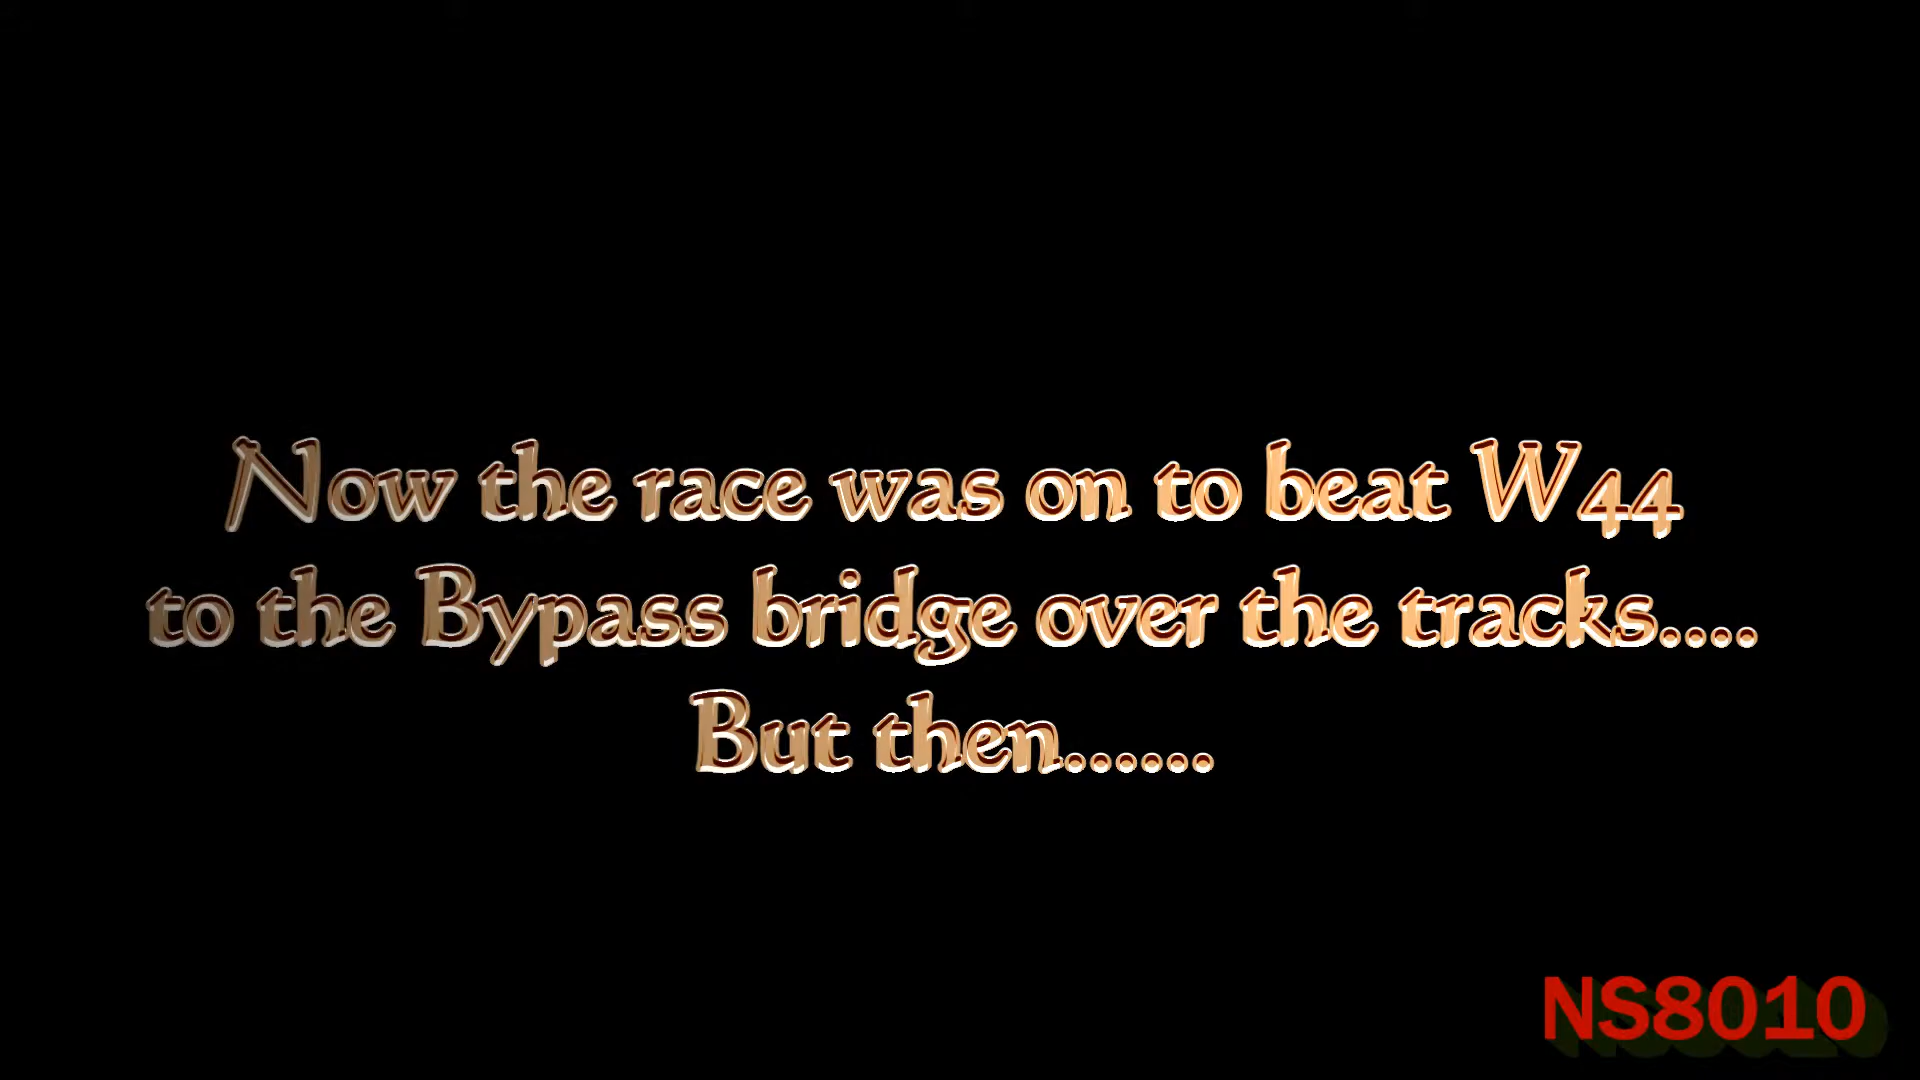 Now the race was on to beat W44
to the Bypass bridge over the tracks....
But then......
NS8010